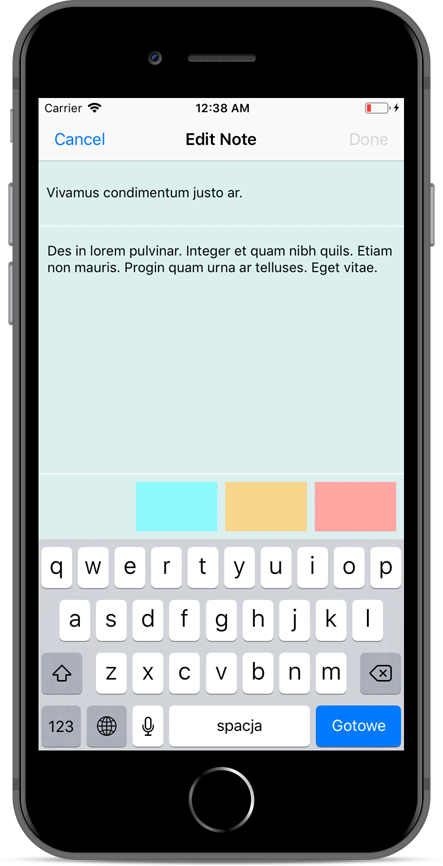 Carrier 12:38 AM
Cancel Edit Note Done
Vivamus condimentum justo ar.
Des in lorem pulvinar. Integer et quam nibh quils. Etiam
non mauris. Progin quam urna ar telluses. Eget vitae.
q w e r t y u i o p
a s d f g h j k l
z x c v b n m
123 spacja Gotowe